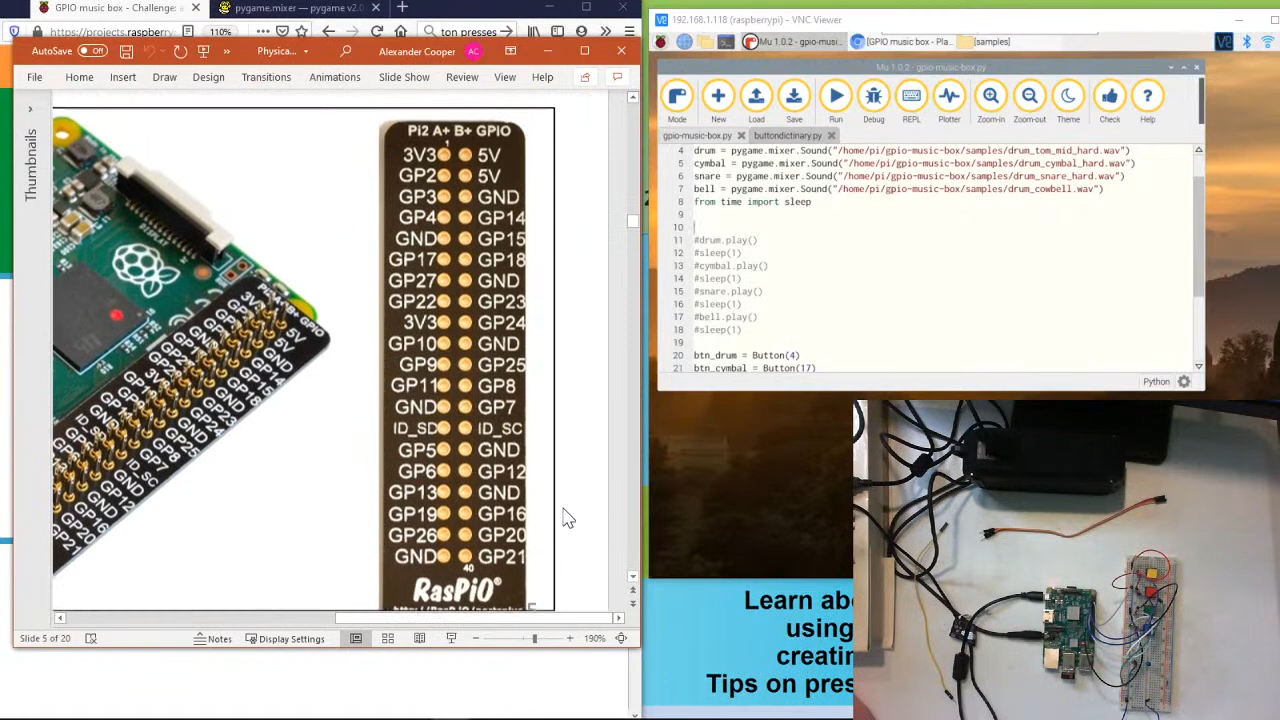 GPIO music box - Challenge: a
pygame.mixer — pygame v2.0
https://projects.raspberr
110%
ton presses
AutoSave Off
Physica...
Alexander Cooper
AC
File Home Insert Draw Design Transitions Animations Slide Show Review View Help
Thumbnails
Pi2 A+ B+ GPIO
1
3V3 5V
GP2 5V
GP3 GND
GP4 GP14
GND GP15
GP17 GP18
GP27 GND
GP22 GP23
3V3 GP24
GP10 GND
GP9 GP25
GP11 GP8
GND GP7
ID_SD ID_SC
GP5 GND
GP6 GP12
GP13 GND
GP19 GP16
GP26 GP20
GND GP21
40
RasPiO®
DISPLAY
Slide 5 of 20
Notes
Display Settings
190%
192.168.1.118 (raspberrypi) - VNC Viewer
Mu 1.0.2 - gpio-musi...
[GPIO music box - Pla...
[samples]
Mu 1.0.2 - gpio-music-box.py
Mode New Load Save Run Debug REPL Plotter Zoom-in Zoom-out Theme Check Help
gpio-music-box.py
buttondictinary.py
4 drum = pygame.mixer.Sound("/home/pi/gpio-music-box/samples/drum_tom_mid_hard.wav")
5 cymbal = pygame.mixer.Sound("/home/pi/gpio-music-box/samples/drum_cymbal_hard.wav")
6 snare = pygame.mixer.Sound("/home/pi/gpio-music-box/samples/drum_snare_hard.wav")
7 bell = pygame.mixer.Sound("/home/pi/gpio-music-box/samples/drum_cowbell.wav")
8 from time import sleep
9
10
11 #drum.play()
12 #sleep(1)
13 #cymbal.play()
14 #sleep(1)
15 #snare.play()
16 #sleep(1)
17 #bell.play()
18 #sleep(1)
19
20 btn_drum = Button(4)
21 btn_cymbal = Button(17)
Python
Learn abo
using
creatin
Tips on pres